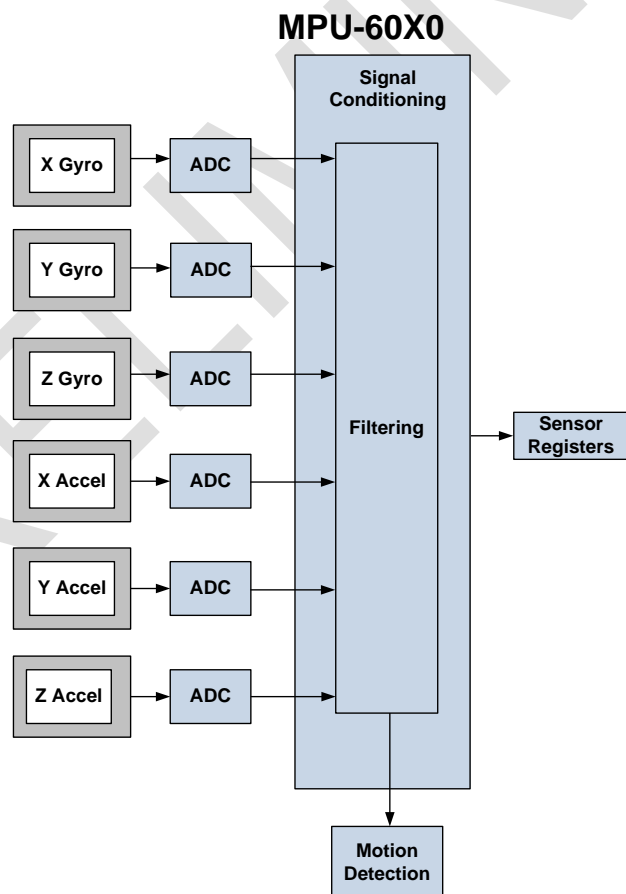 MPU-60X0
Signal
Conditioning
X Gyro
ADC
Y Gyro
ADC
Z Gyro
ADC
Filtering
Sensor
Registers
X Accel
ADC
Y Accel
ADC
Z Accel
ADC
Motion
Detection